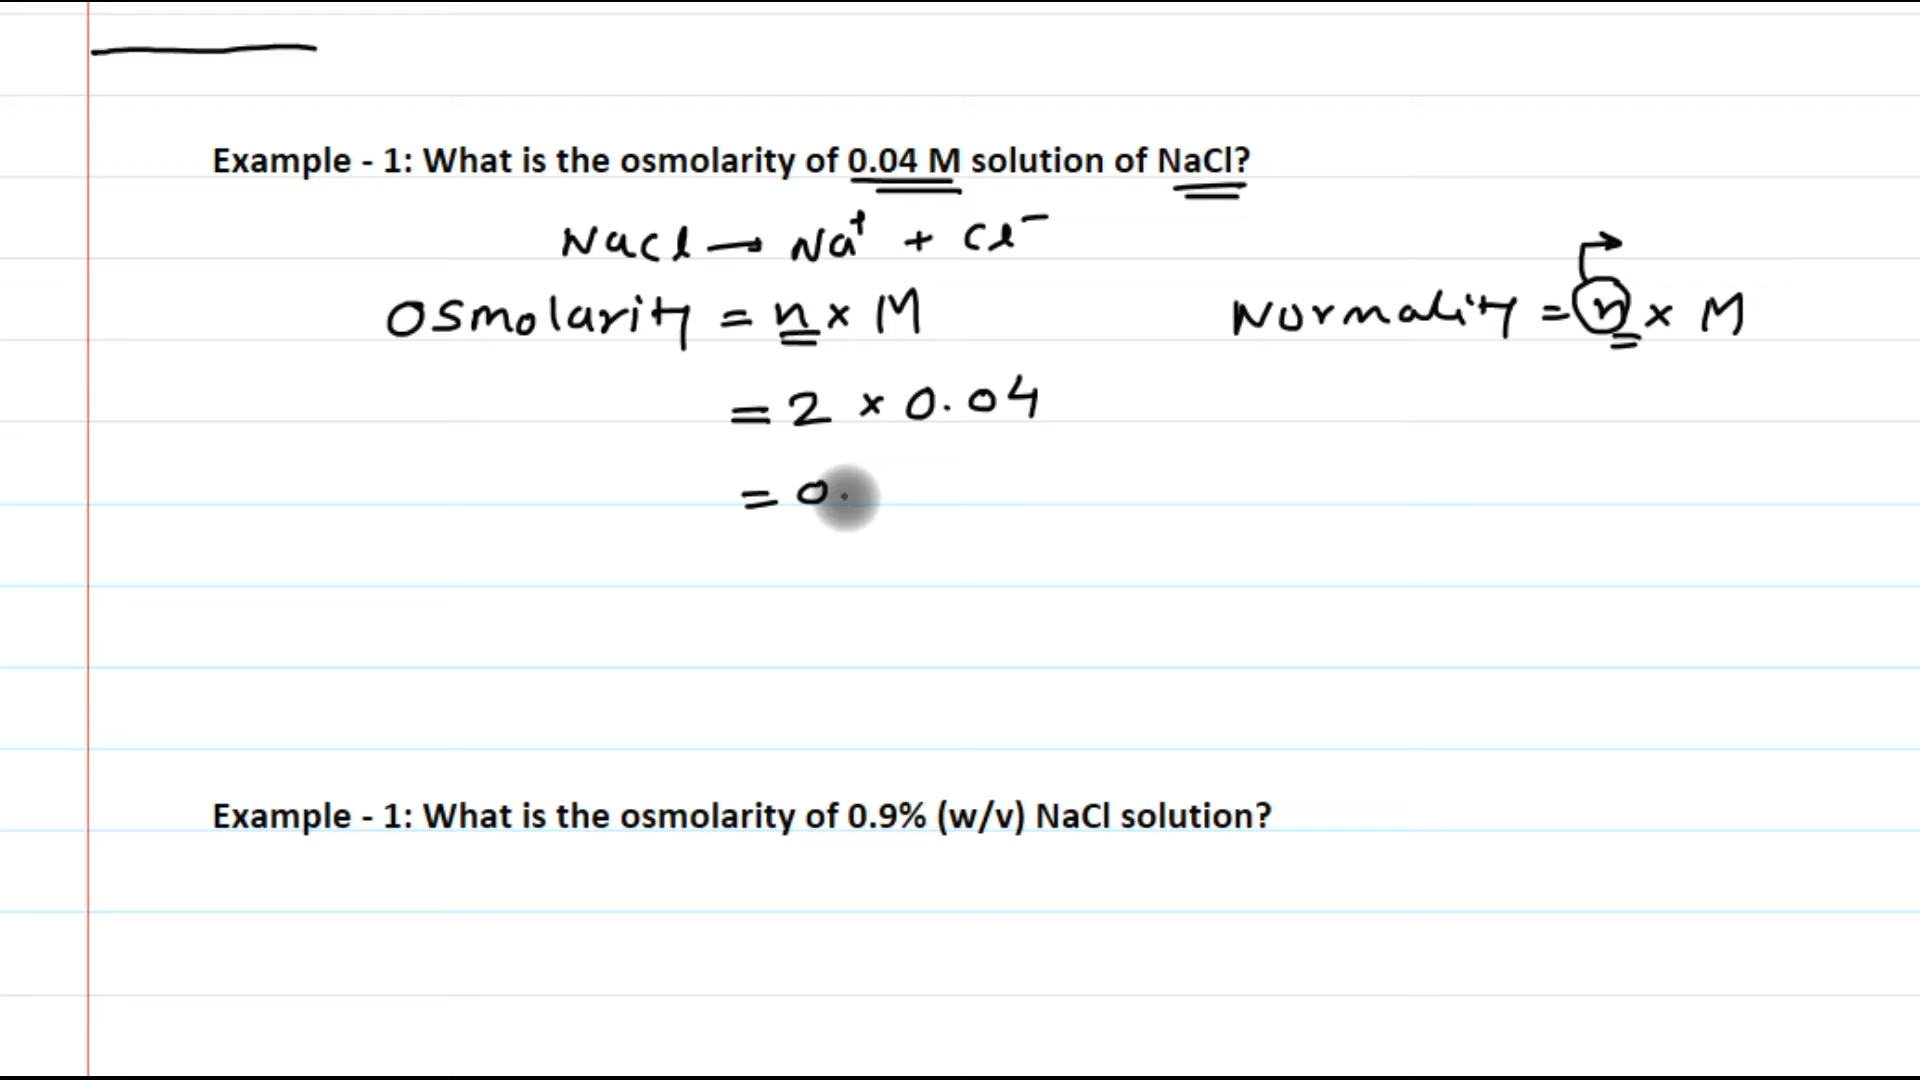 Example - 1: What is the osmolarity of 0.04 M solution of NaCl?
NaCl → Na⁺ + Cl⁻
Osmolarity = n × M
Normality = n × M
= 2 × 0.04
= 0.
Example - 1: What is the osmolarity of 0.9% (w/v) NaCl solution?